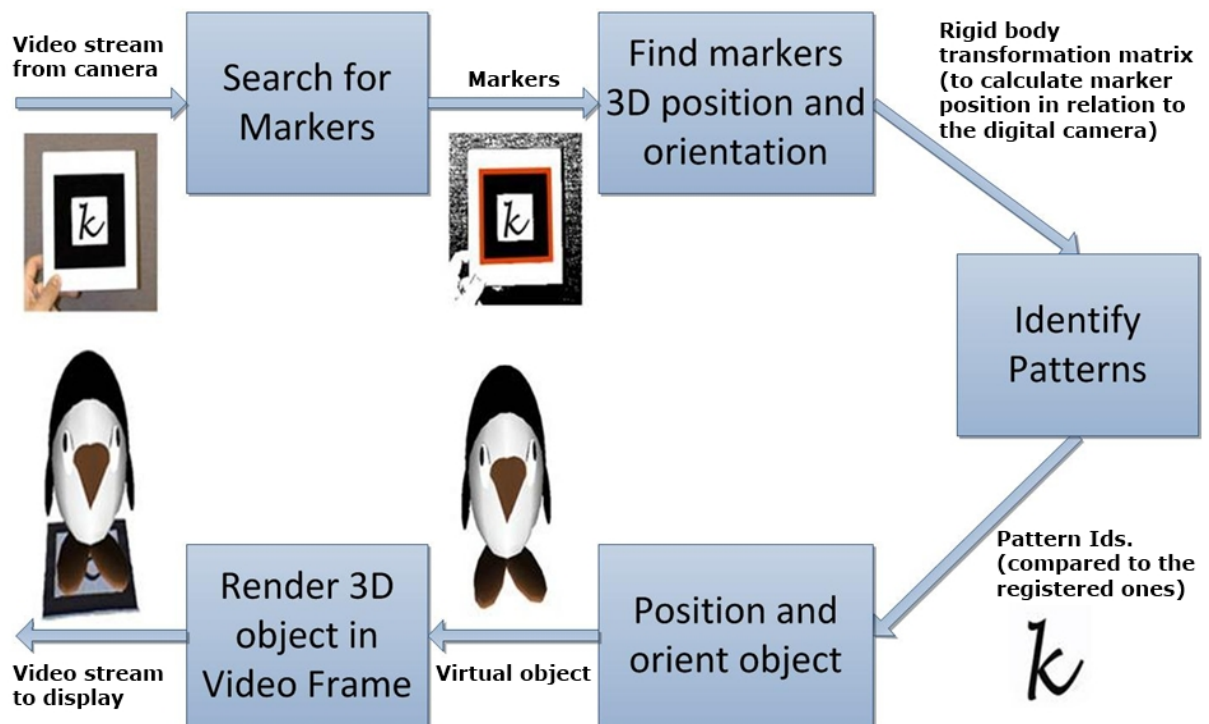 Video stream
from camera
Search for
Markers
Markers
Find markers
3D position and
orientation
Rigid body
transformation matrix
(to calculate marker
position in relation to
the digital camera)
k
k
Identify
Patterns
Pattern Ids.
(compared to the
registered ones)
k
Position and
orient object
Virtual object
Render 3D
object in
Video Frame
Video stream
to display